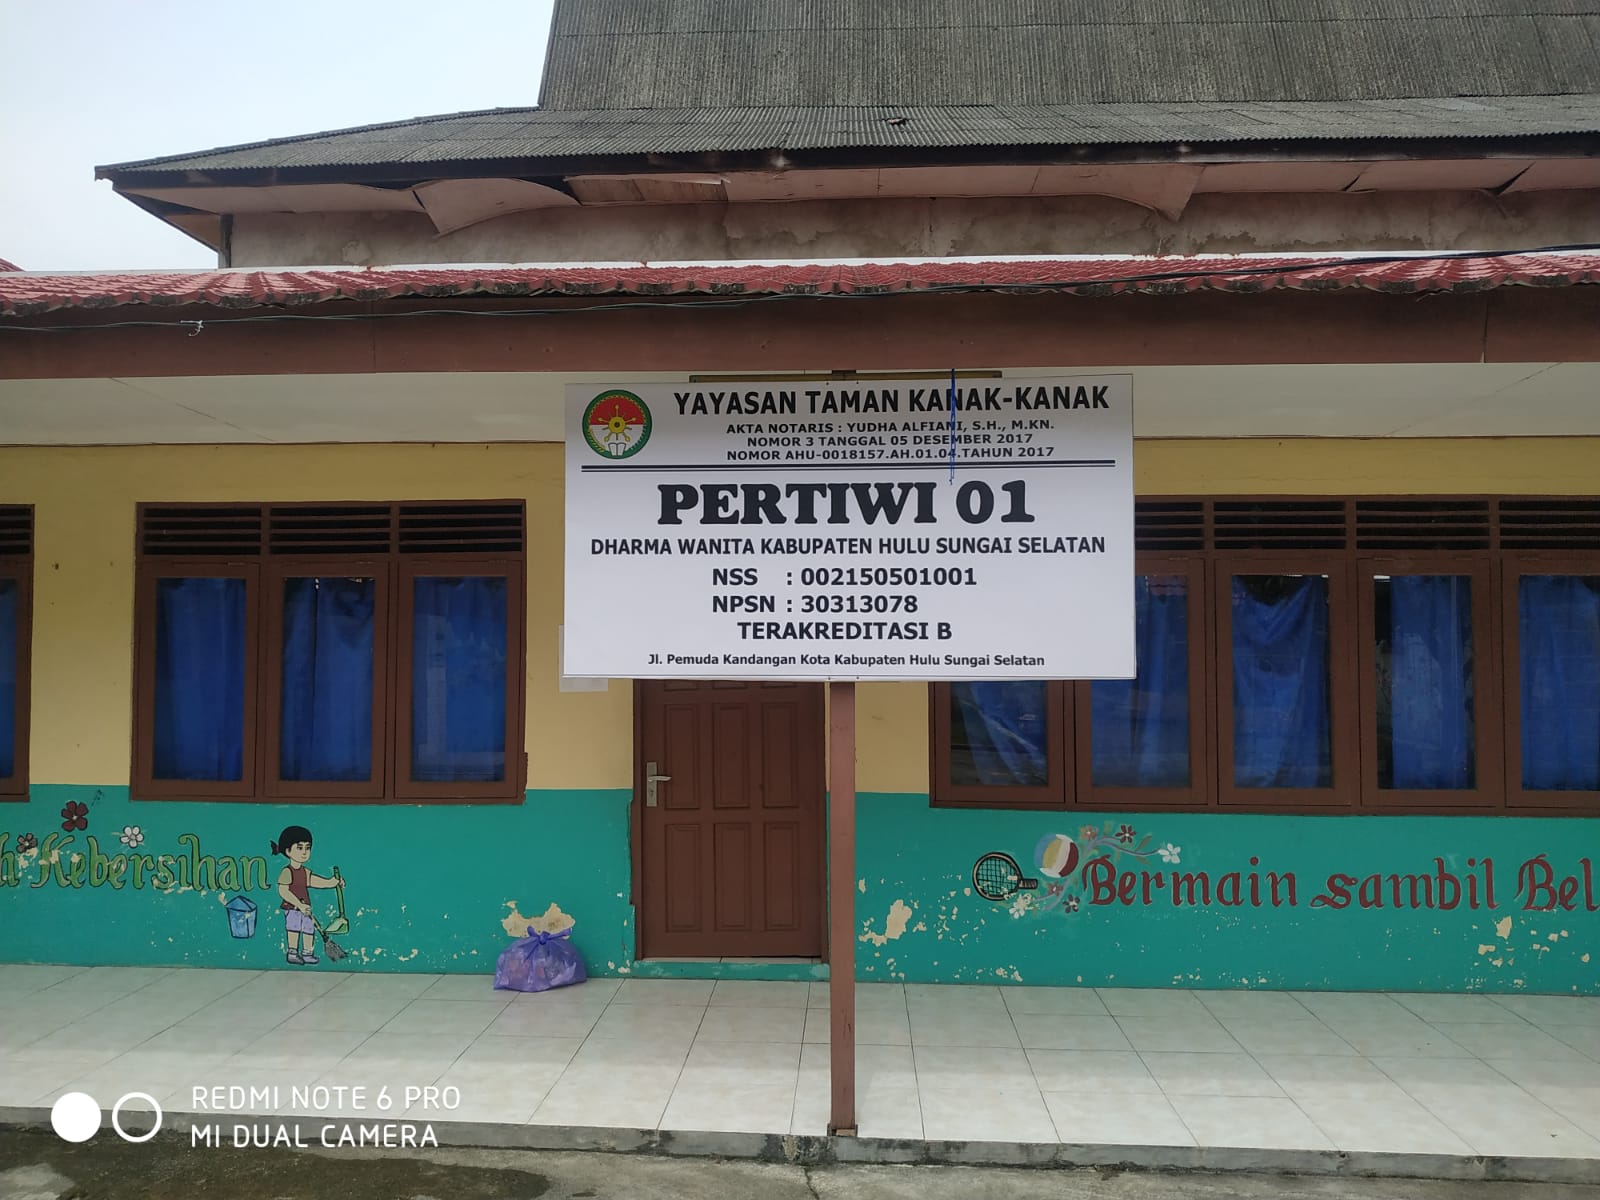 YAYASAN TAMAN KANAK-KANAK
AKTA NOTARIS : YUDHA ALFIANI, S.H., M.KN.
NOMOR 3 TANGGAL 05 DESEMBER 2017
NOMOR AHU-0018157.AH.01.04.TAHUN 2017
PERTIWI 01
DHARMA WANITA KABUPATEN HULU SUNGAI SELATAN
NSS : 002150501001
NPSN : 30313078
TERAKREDITASI B
Jl. Pemuda Kandangan Kota Kabupaten Hulu Sungai Selatan
h Kebersihan
Bermain sambil Bel
REDMI NOTE 6 PRO
MI DUAL CAMERA